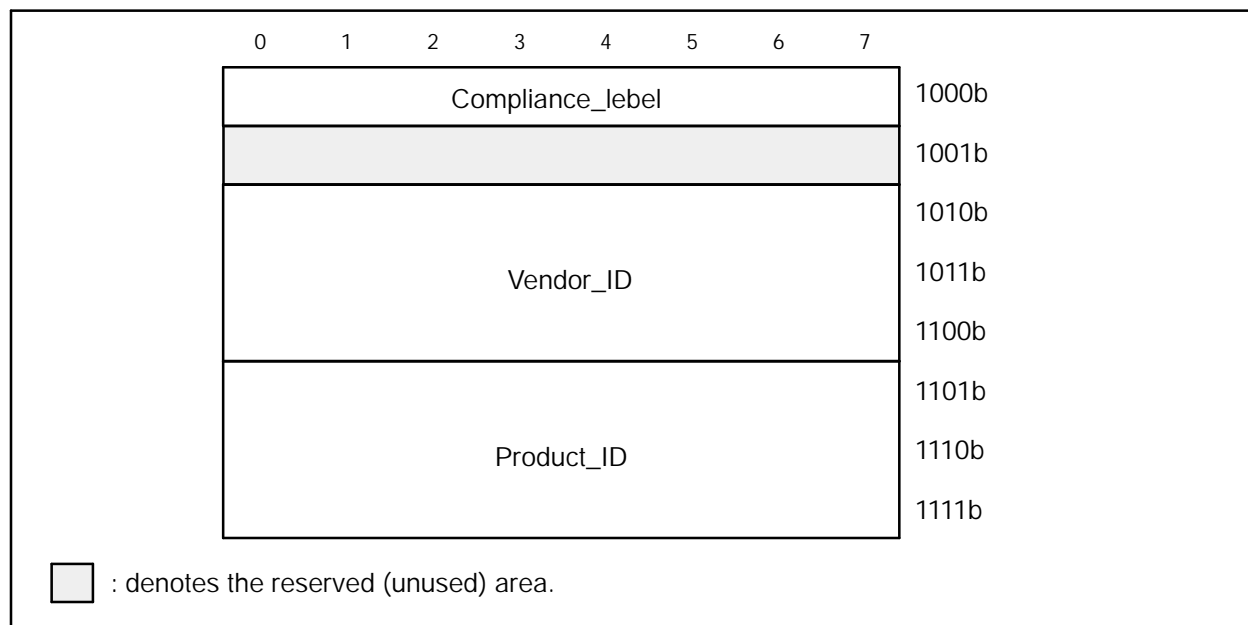 0 1 2 3 4 5 6 7
Compliance_lebel 1000b
1001b
1010b
Vendor_ID 1011b
1100b
1101b
Product_ID 1110b
1111b
: denotes the reserved (unused) area.